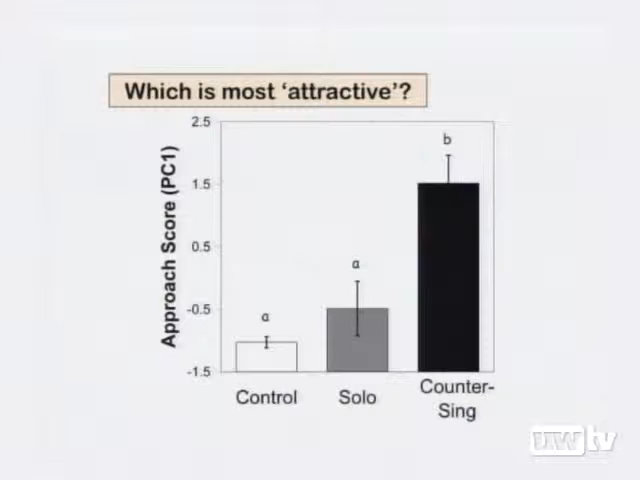 Which is most ‘attractive’?
Approach Score (PC1)
2.5
1.5
0.5
-0.5
-1.5
a
a
b
Control
Solo
Counter-
Sing
UWtv